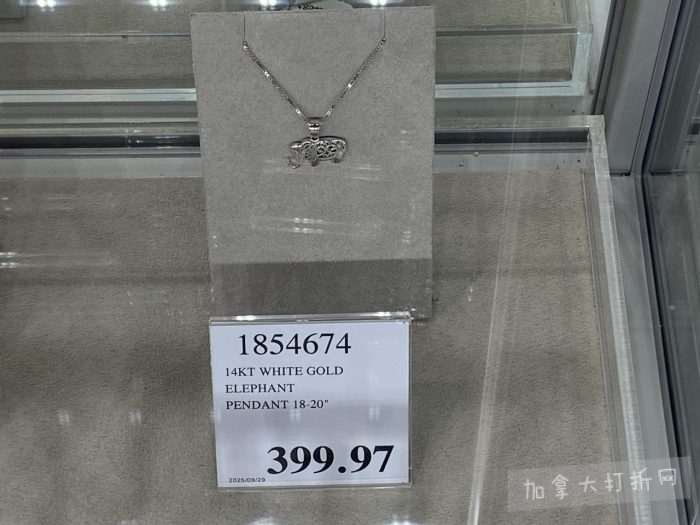 1854674
14KT WHITE GOLD
ELEPHANT
PENDANT 18-20"
399.97
2025/09/29
加拿大打折网